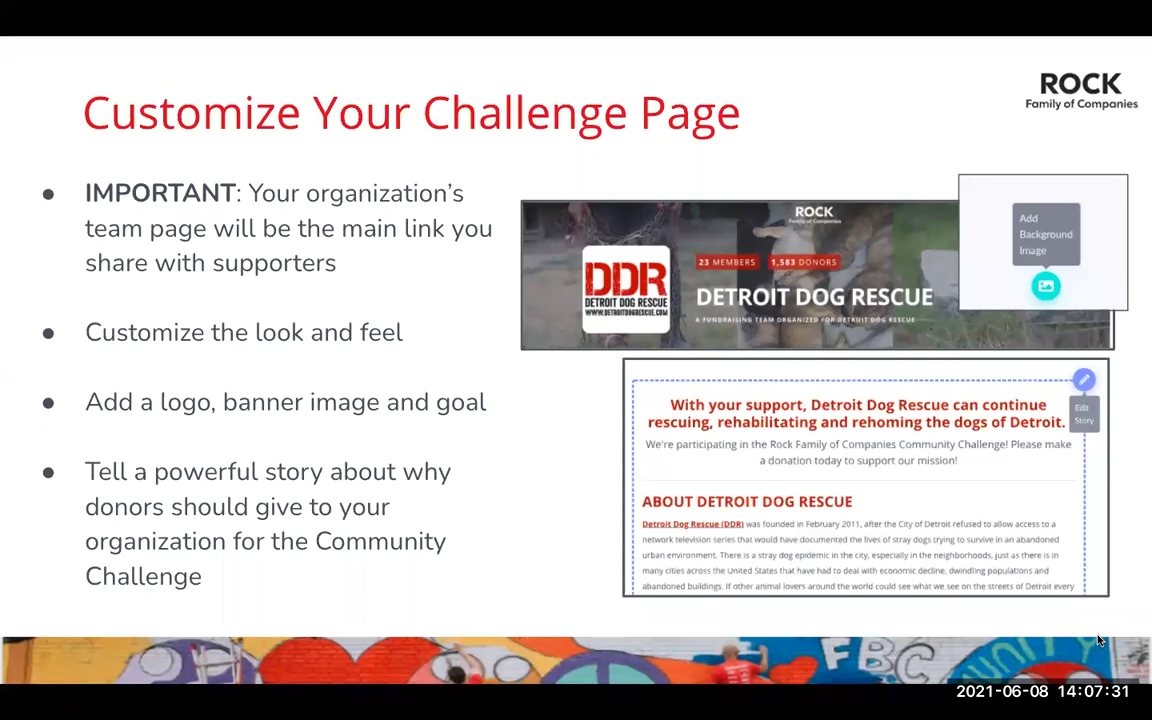 Customize Your Challenge Page
ROCK
Family of Companies
● IMPORTANT: Your organization's
team page will be the main link you
share with supporters
● Customize the look and feel
● Add a logo, banner image and goal
● Tell a powerful story about why
donors should give to your
organization for the Community
Challenge
ROCK
Family of Companies
23 MEMBERS 1,583 DONORS
DDR
DETROIT DOG RESCUE
WWW.DETROITDOGRESCUE.COM
DETROIT DOG RESCUE
A FUNDRAISING TEAM ORGANIZED FOR DETROIT DOG RESCUE
Add
Background
Image
With your support, Detroit Dog Rescue can continue
rescuing, rehabilitating and rehoming the dogs of Detroit.
Edit
Story
We're participating in the Rock Family of Companies Community Challenge! Please make
a donation today to support our mission!
ABOUT DETROIT DOG RESCUE
Detroit Dog Rescue (DDR) was founded in February 2011, after the City of Detroit refused to allow access to a
network television series that would have documented the lives of stray dogs trying to survive in an abandoned
urban environment. There is a stray dog epidemic in the city, especially in the neighborhoods, just as there is in
many cities across the United States that have had to deal with economic decline, dwindling populations and
abandoned buildings. If other animal lovers around the world could see what we see on the streets of Detroit every
FBC
UNITY
2021-06-08 14:07:31